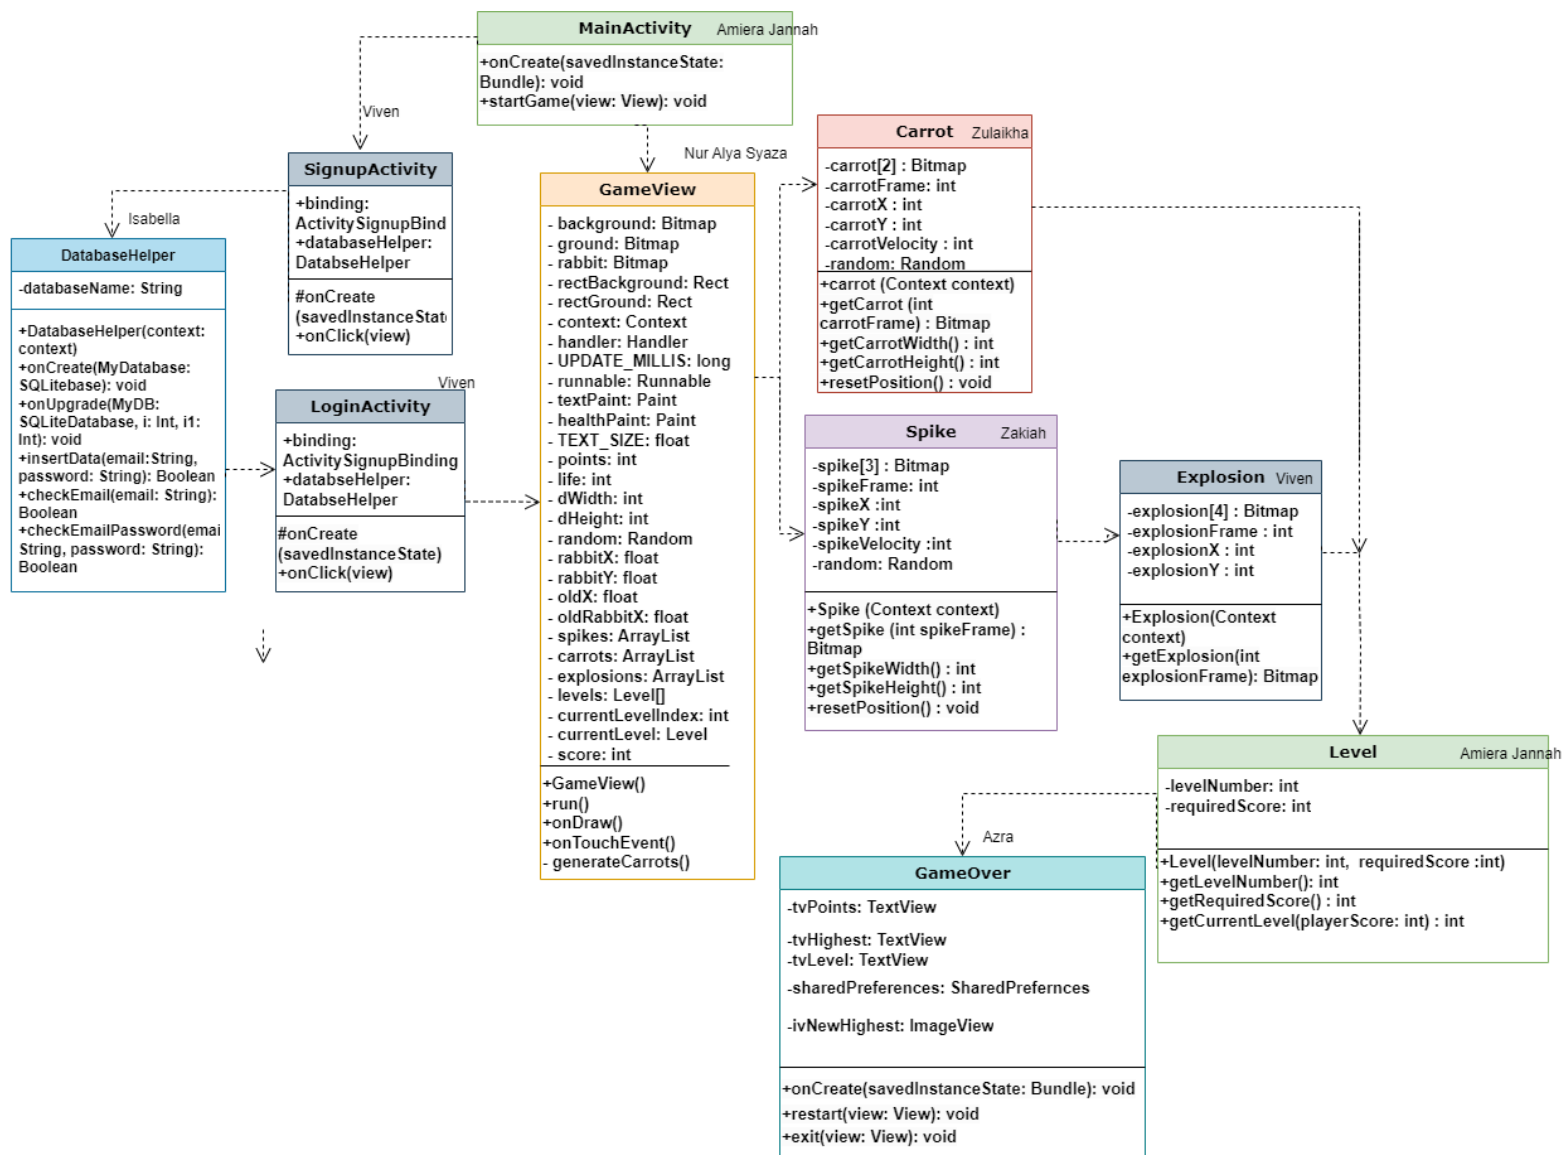 MainActivity
Amiera Jannah
+onCreate(savedInstanceState:
Bundle): void
+startGame(view: View): void
Viven
SignupActivity
+binding:
ActivitySignupBind
+databaseHelper:
DatabseHelper
#onCreate
(savedInstanceState
+onClick(view)
Isabella
DatabaseHelper
-databaseName: String
+DatabaseHelper(context:
context)
+onCreate(MyDatabase:
SQLitebase): void
+onUpgrade(MyDB:
SQLiteDatabase, i: Int, i1:
Int): void
+insertData(email:String,
password: String): Boolean
+checkEmail(email: String):
Boolean
+checkEmailPassword(emai
String, password: String):
Boolean
Viven
LoginActivity
+binding:
ActivitySignupBinding
+databseHelper:
DatabseHelper
#onCreate
(savedInstanceState)
+onClick(view)
Nur Alya Syaza
GameView
- background: Bitmap
- ground: Bitmap
- rabbit: Bitmap
- rectBackground: Rect
- rectGround: Rect
- context: Context
- handler: Handler
- UPDATE_MILLIS: long
- runnable: Runnable
- textPaint: Paint
- healthPaint: Paint
- TEXT_SIZE: float
- points: int
- life: int
- dWidth: int
- dHeight: int
- random: Random
- rabbitX: float
- rabbitY: float
- oldX: float
- oldRabbitX: float
- spikes: ArrayList
- carrots: ArrayList
- explosions: ArrayList
- levels: Level[]
- currentLevelIndex: int
- currentLevel: Level
- score: int
+GameView()
+run()
+onDraw()
+onTouchEvent()
- generateCarrots()
Carrot
Zulaikha
-carrot[2] : Bitmap
-carrotFrame: int
-carrotX : int
-carrotY : int
-carrotVelocity : int
-random: Random
+carrot (Context context)
+getCarrot (int
carrotFrame) : Bitmap
+getCarrotWidth() : int
+getCarrotHeight() : int
+resetPosition() : void
Spike
Zakiah
-spike[3] : Bitmap
-spikeFrame: int
-spikeX :int
-spikeY :int
-spikeVelocity :int
-random: Random
+Spike (Context context)
+getSpike (int spikeFrame) :
Bitmap
+getSpikeWidth() : int
+getSpikeHeight() : int
+resetPosition() : void
Explosion
Viven
-explosion[4] : Bitmap
-explosionFrame : int
-explosionX : int
-explosionY : int
+Explosion(Context
context)
+getExplosion(int
explosionFrame): Bitmap
Level
Amiera Jannah
-levelNumber: int
-requiredScore: int
+Level(levelNumber: int, requiredScore :int)
+getLevelNumber(): int
+getRequiredScore() : int
+getCurrentLevel(playerScore: int) : int
Azra
GameOver
-tvPoints: TextView
-tvHighest: TextView
-tvLevel: TextView
-sharedPreferences: SharedPrefernces
-ivNewHighest: ImageView
+onCreate(savedInstanceState: Bundle): void
+restart(view: View): void
+exit(view: View): void